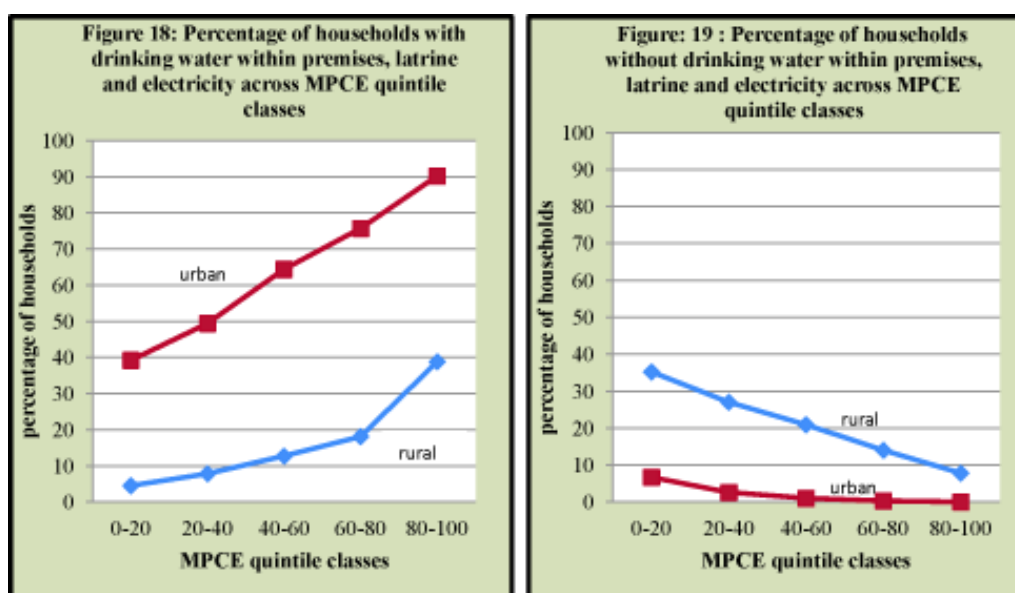 Figure 18: Percentage of households with
drinking water within premises, latrine
and electricity across MPCE quintile
classes
100
90
80
70
60
50
40
30
20
10
0
percentage of households
urban
rural
0-20 20-40 40-60 60-80 80-100
MPCE quintile classes
Figure: 19 : Percentage of households
without drinking water within premises,
latrine and electricity across MPCE
quintile classes
100
90
80
70
60
50
40
30
20
10
0
percentage of households
rural
urban
0-20 20-40 40-60 60-80 80-100
MPCE quintile classes